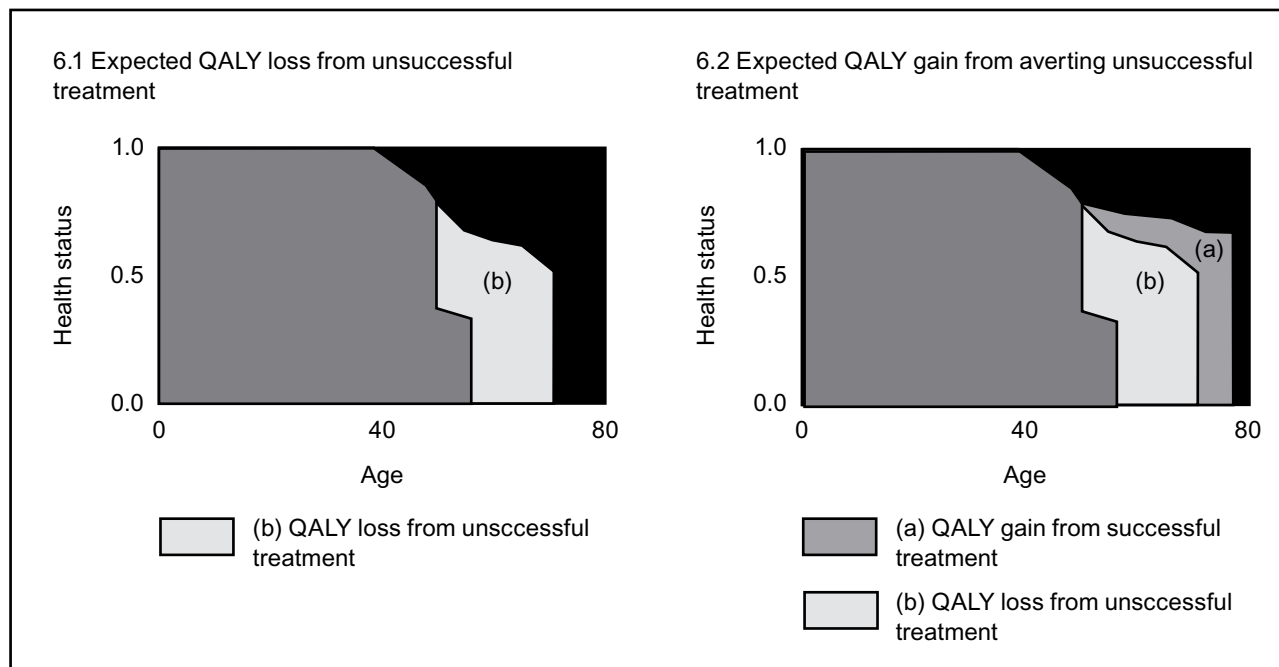 6.1 Expected QALY loss from unsuccessful
treatment
1.0
0.5
0.0
Health status
(b)
0
40
80
Age
(b) QALY loss from unsccessful
treatment
6.2 Expected QALY gain from averting unsuccessful
treatment
1.0
0.5
0.0
Health status
(a)
(b)
0
40
80
Age
(a) QALY gain from successful
treatment
(b) QALY loss from unsccessful
treatment